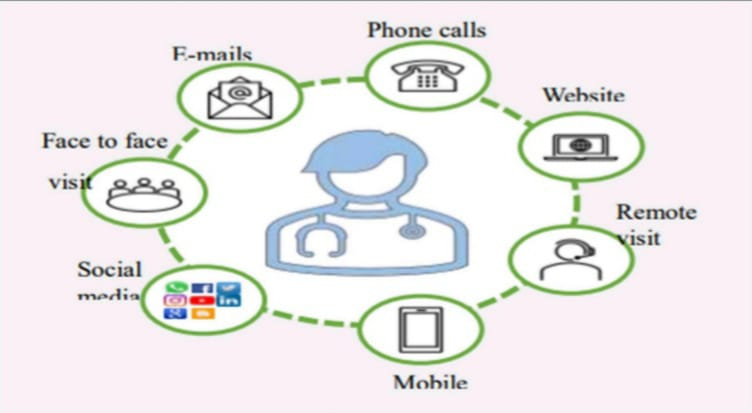 Phone calls
E-mails
Website
Face to face
visit
Remote
visit
Social
media
Mobile